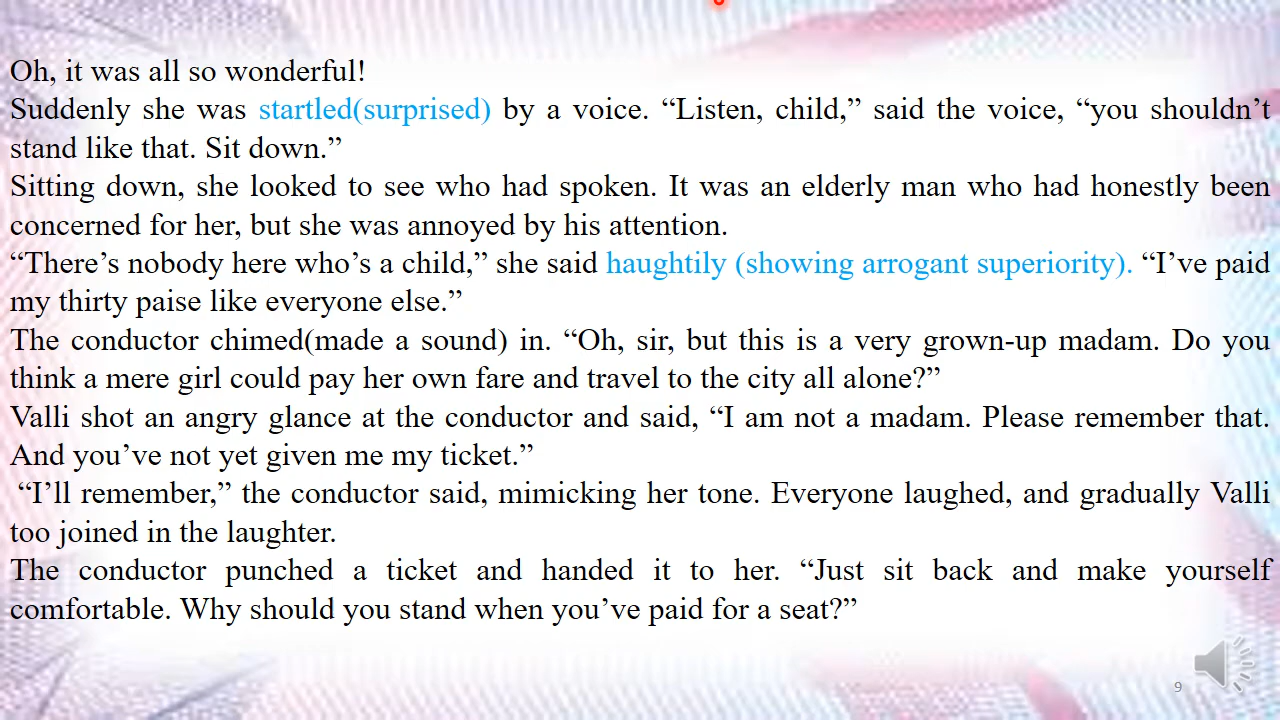 Oh, it was all so wonderful!
Suddenly she was startled(surprised) by a voice. “Listen, child,” said the voice, “you shouldn’t
stand like that. Sit down.”
Sitting down, she looked to see who had spoken. It was an elderly man who had honestly been
concerned for her, but she was annoyed by his attention.
“There’s nobody here who’s a child,” she said haughtily (showing arrogant superiority). “I’ve paid
my thirty paise like everyone else.”
The conductor chimed(made a sound) in. “Oh, sir, but this is a very grown-up madam. Do you
think a mere girl could pay her own fare and travel to the city all alone?”
Valli shot an angry glance at the conductor and said, “I am not a madam. Please remember that.
And you’ve not yet given me my ticket.”
“I’ll remember,” the conductor said, mimicking her tone. Everyone laughed, and gradually Valli
too joined in the laughter.
The conductor punched a ticket and handed it to her. “Just sit back and make yourself
comfortable. Why should you stand when you’ve paid for a seat?”
9